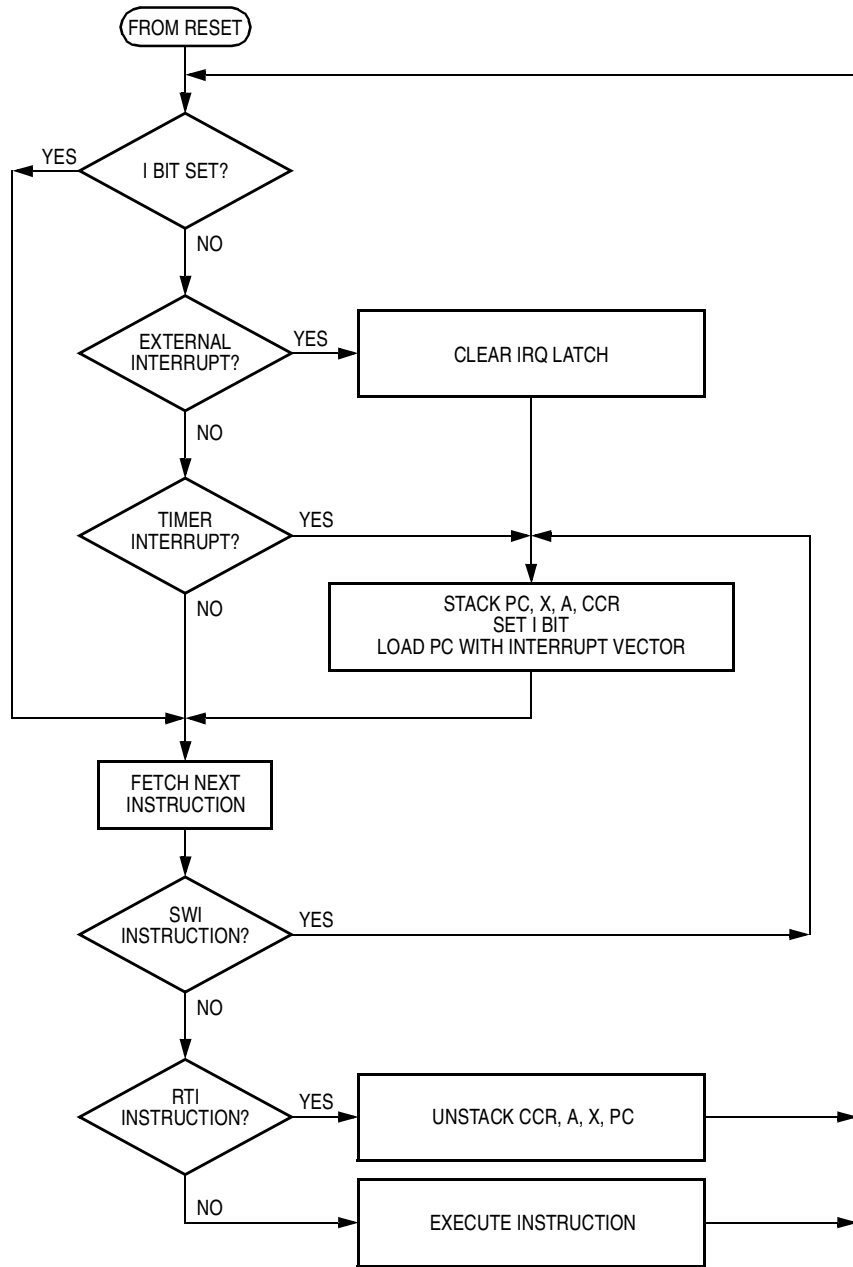 FROM RESET
YES
I BIT SET?
NO
EXTERNAL
INTERRUPT?
YES
CLEAR IRQ LATCH
NO
TIMER
INTERRUPT?
YES
NO
STACK PC, X, A, CCR
SET I BIT
LOAD PC WITH INTERRUPT VECTOR
FETCH NEXT
INSTRUCTION
SWI
INSTRUCTION?
YES
NO
RTI
INSTRUCTION?
YES
UNSTACK CCR, A, X, PC
NO
EXECUTE INSTRUCTION